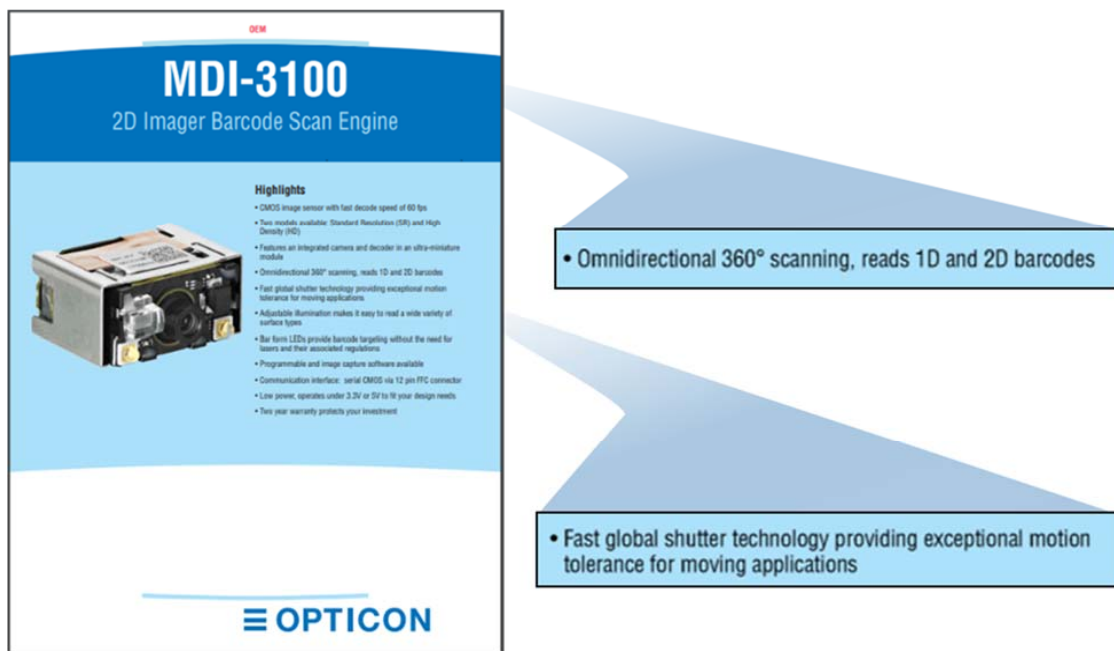 OEM
MDI-3100
2D Imager Barcode Scan Engine
Highlights
• CMOS image sensor with fast decode speed of 60 fps
• Two models available: Standard Resolution (SR) and High
Density (HD)
• Features an integrated camera and decoder in an ultra-miniature
module
• Omnidirectional 360° scanning, reads 1D and 2D barcodes
• Fast global shutter technology providing exceptional motion
tolerance for moving applications
• Adjustable illumination makes it easy to read a wide variety of
surface types
• Bar form LEDs provide barcode targeting without the need for
lasers and their associated regulations
• Programmable and image capture software available
• Communication interface: serial CMOS via 12 pin FFC connector
• Low power, operates under 3.3V or 5V to fit your design needs
• Two year warranty protects your investment
OPTICON
• Omnidirectional 360° scanning, reads 1D and 2D barcodes
• Fast global shutter technology providing exceptional motion
tolerance for moving applications